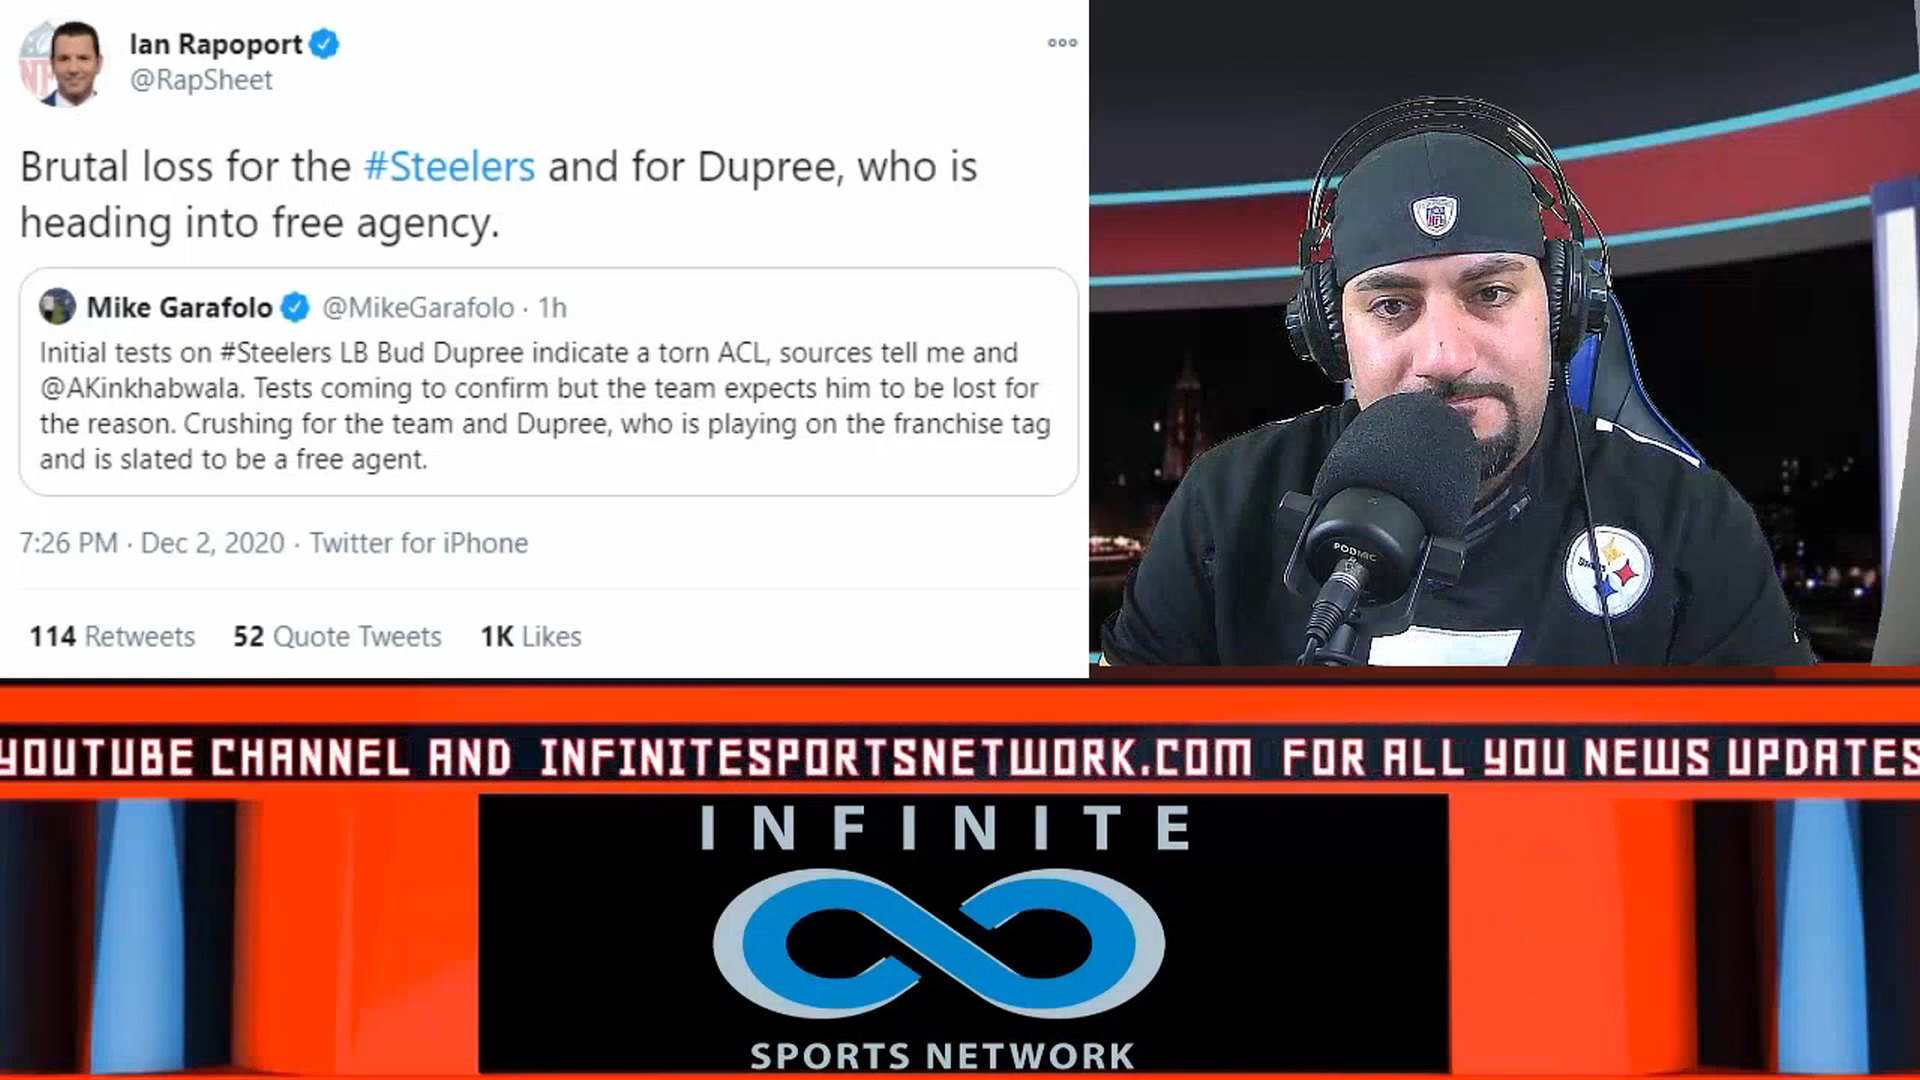 Ian Rapoport
@RapSheet
Brutal loss for the #Steelers and for Dupree, who is
heading into free agency.
Mike Garafolo @MikeGarafolo · 1h
Initial tests on #Steelers LB Bud Dupree indicate a torn ACL, sources tell me and
@AKinkhabwala. Tests coming to confirm but the team expects him to be lost for
the reason. Crushing for the team and Dupree, who is playing on the franchise tag
and is slated to be a free agent.
7:26 PM · Dec 2, 2020 · Twitter for iPhone
114 Retweets 52 Quote Tweets 1K Likes
NFL
PODMIC
YOUTUBE CHANNEL AND INFINITESPORTSNETWORK.COM FOR ALL YOU NEWS UPDATES
INFINITE
SPORTS NETWORK